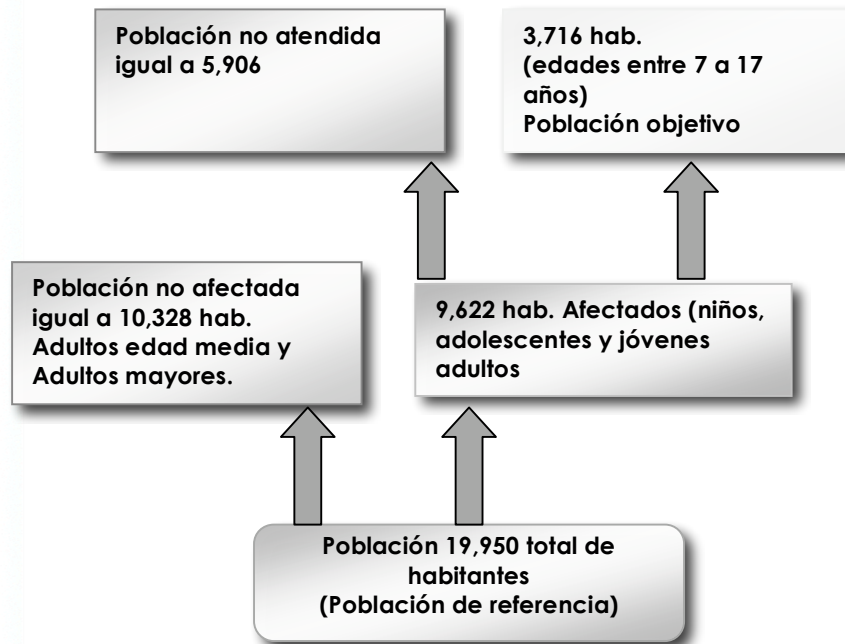 Población no atendida
igual a 5,906
3,716 hab.
(edades entre 7 a 17
años)
Población objetivo
Población no afectada
igual a 10,328 hab.
Adultos edad media y
Adultos mayores.
9,622 hab. Afectados (niños,
adolescentes y jóvenes
adultos
Población 19,950 total de
habitantes
(Población de referencia)